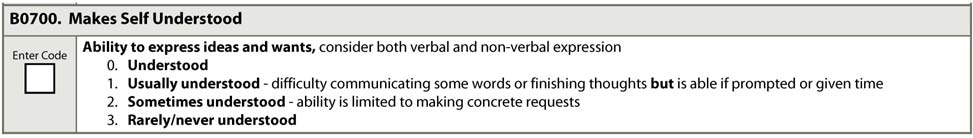 B0700. Makes Self Understood
Enter Code
Ability to express ideas and wants, consider both verbal and non-verbal expression
0. Understood
1. Usually understood - difficulty communicating some words or finishing thoughts but is able if prompted or given time
2. Sometimes understood - ability is limited to making concrete requests
3. Rarely/never understood